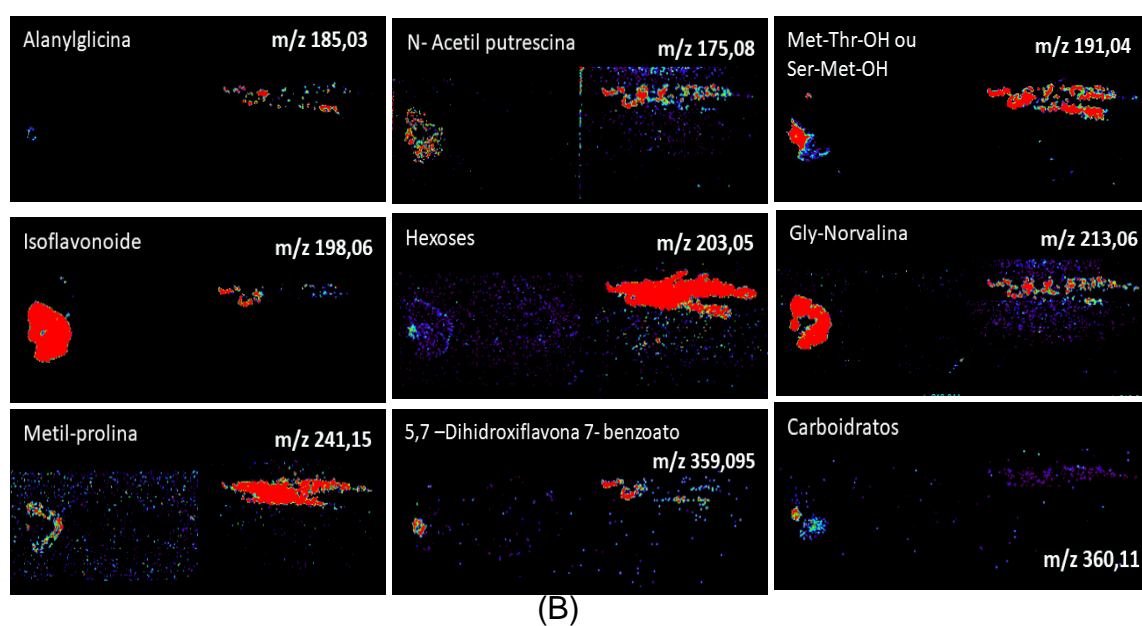 Alanylglicina
m/z 185,03
N- Acetil putrescina
m/z 175,08
Met-Thr-OH ou
Ser-Met-OH
m/z 191,04
Isoflavonoide
m/z 198,06
Hexoses
m/z 203,05
Gly-Norvalina
m/z 213,06
Metil-prolina
m/z 241,15
5,7 –Dihidroxiflavona 7- benzoato
m/z 359,095
Carboidratos
m/z 360,11
(B)